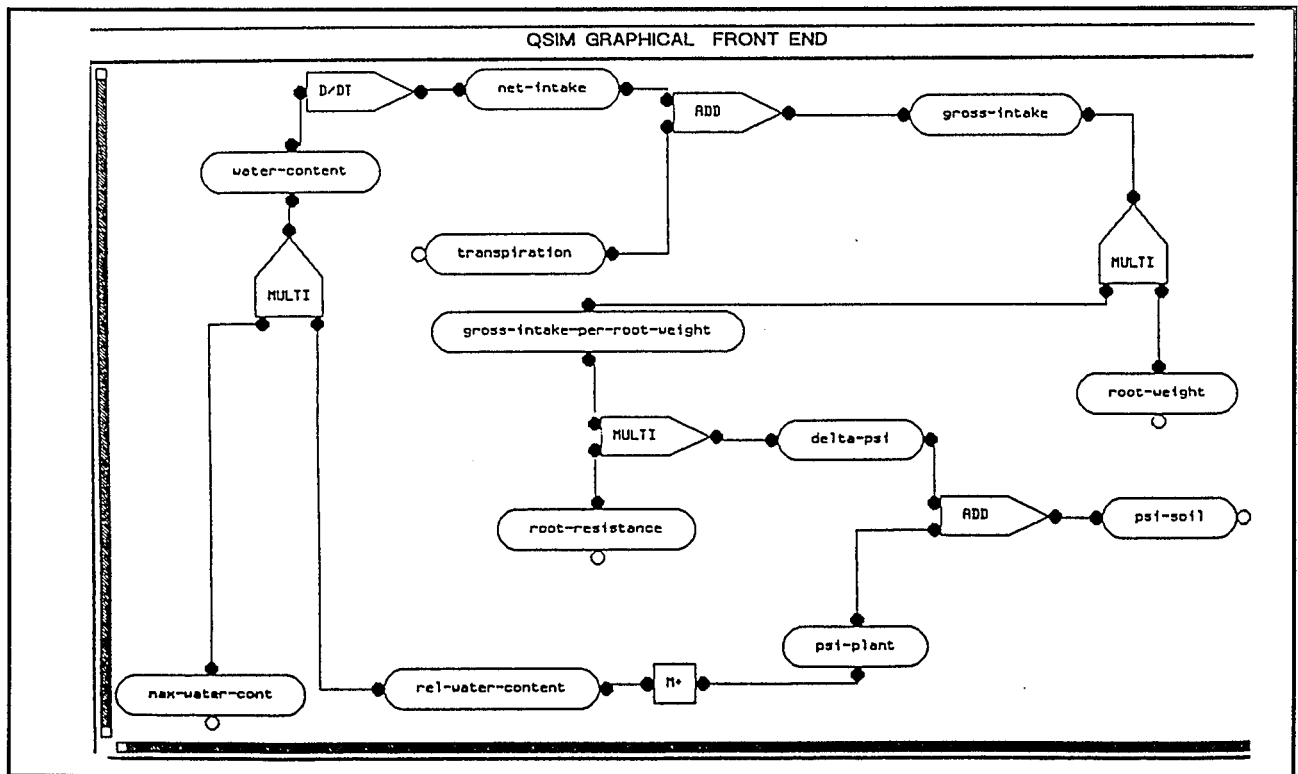 QSIM GRAPHICAL FRONT END
D/DT
net-intake
ADD
gross-intake
water-content
transpiration
MULTI
MULTI
gross-intake-per-root-weight
root-weight
MULTI
delta-psi
root-resistance
ADD
psi-soil
psi-plant
max-water-cont
rel-water-content
M+